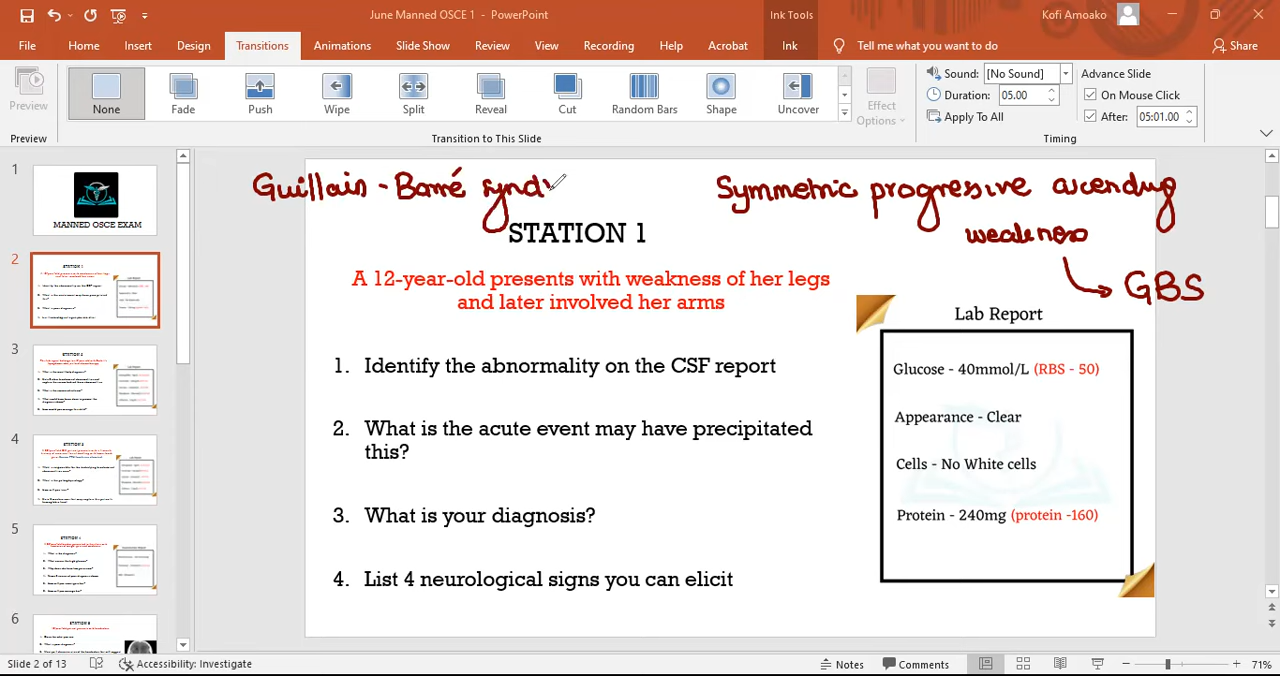 June Manned OSCE 1 - PowerPoint
Ink Tools
Kofi Amoako
File Home Insert Design Transitions Animations Slide Show Review View Recording Help Acrobat Ink Tell me what you want to do Share
Preview
None Fade Push Wipe Split Reveal Cut Random Bars Shape Uncover
Effect Options
Sound: [No Sound]
Duration: 05.00
Apply To All
Advance Slide
On Mouse Click
After: 05:01.00
Preview Transition to This Slide Timing
1
MANNED OSCE EXAM
2
3
4
5
6
Guillain - Barré synd
Symmetric progressive ascending
weakness
GBS
STATION 1
A 12-year-old presents with weakness of her legs
and later involved her arms
1. Identify the abnormality on the CSF report
2. What is the acute event may have precipitated
this?
3. What is your diagnosis?
4. List 4 neurological signs you can elicit
Lab Report
Glucose - 40mmol/L (RBS - 50)
Appearance - Clear
Cells - No White cells
Protein - 240mg (protein -160)
Slide 2 of 13 Accessibility: Investigate Notes Comments 71%